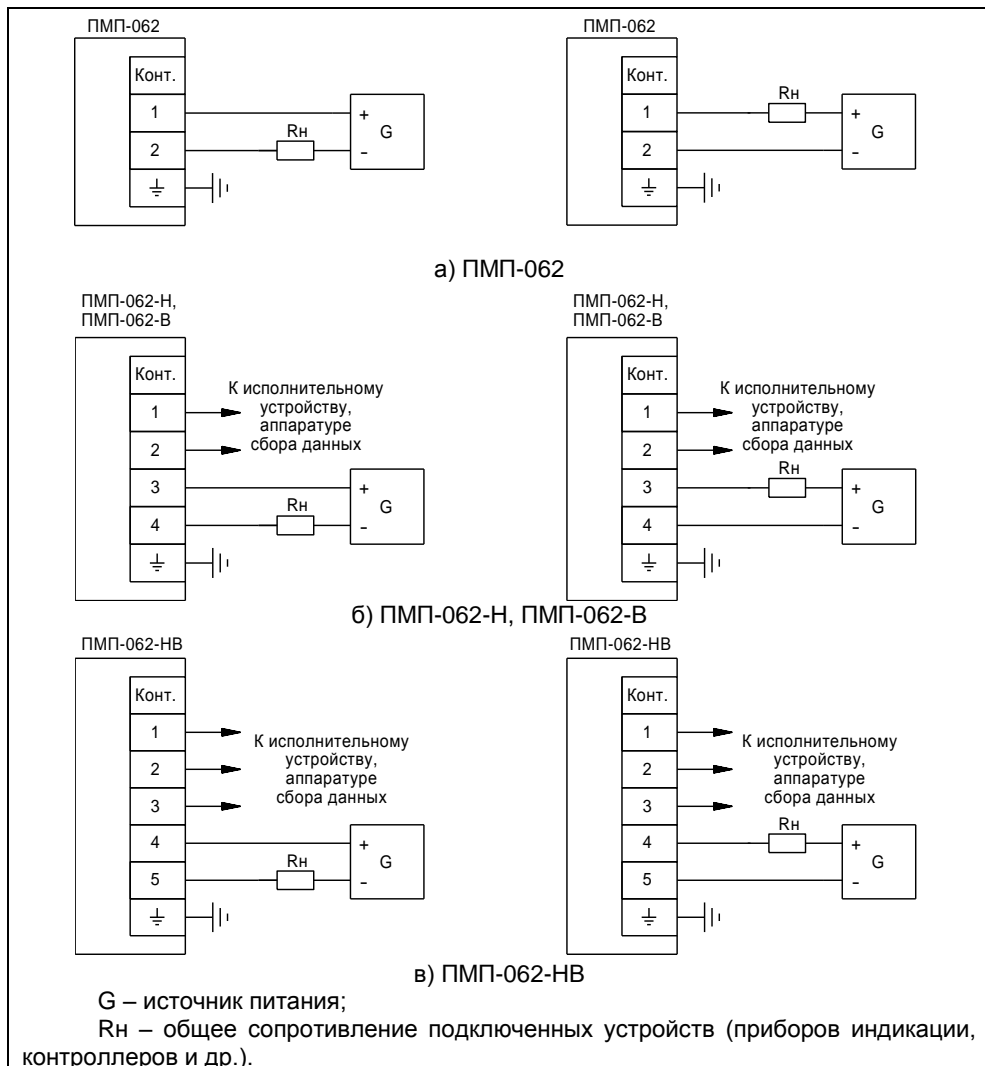 ПМП-062
Конт.
1
2
Rн
+
-
G
ПМП-062
Конт.
1
2
Rн
+
-
G
а) ПМП-062
ПМП-062-Н,
ПМП-062-В
Конт.
1
2
3
4
К исполнительному
устройству,
аппаратуре
сбора данных
Rн
+
-
G
ПМП-062-Н,
ПМП-062-В
Конт.
1
2
3
4
К исполнительному
устройству,
аппаратуре
сбора данных
Rн
+
-
G
б) ПМП-062-Н, ПМП-062-В
ПМП-062-НВ
Конт.
1
2
3
4
5
К исполнительному
устройству,
аппаратуре
сбора данных
Rн
+
-
G
ПМП-062-НВ
Конт.
1
2
3
4
5
К исполнительному
устройству,
аппаратуре
сбора данных
Rн
+
-
G
в) ПМП-062-НВ
G – источник питания;
Rн – общее сопротивление подключенных устройств (приборов индикации,
контроллеров и др.).